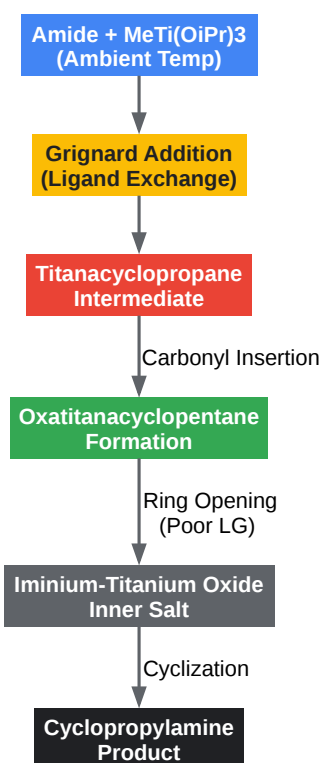 Amide + MeTi(OiPr)3
(Ambient Temp)
Grignard Addition
(Ligand Exchange)
Titanacyclopropane
Intermediate
Carbonyl Insertion
Oxatitanacyclopentane
Formation
Ring Opening
(Poor LG)
Iminium-Titanium Oxide
Inner Salt
Cyclization
Cyclopropylamine
Product